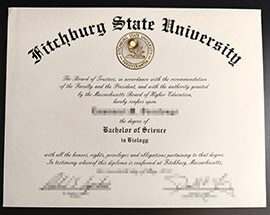 Fitchburg State University
The Board of Trustees, in accordance with the recommendation
of the Faculty and the President, and with the authority granted
by the Massachusetts Board of Higher Education,
hereby confers upon
the degree of
Bachelor of Science
in Biology
with all the honors, rights, privileges and obligations pertaining to that degree.
In testimony whereof this diploma is conferred at Fitchburg, Massachusetts,